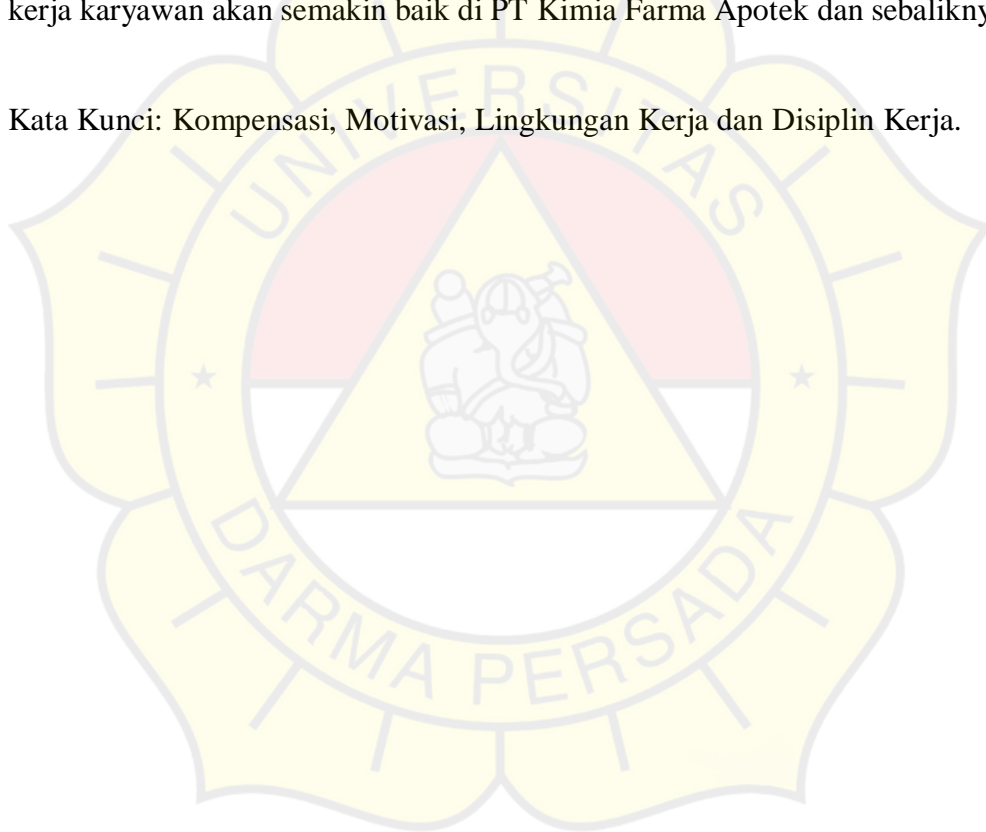 kerja karyawan akan semakin baik di PT Kimia Farma Apotek dan
Kata Kunci: Kompensasi, Motivasi, Lingkungan Kerja dan Disiplin Kerja.
UNIVERSITAS
DARMA PERSADA